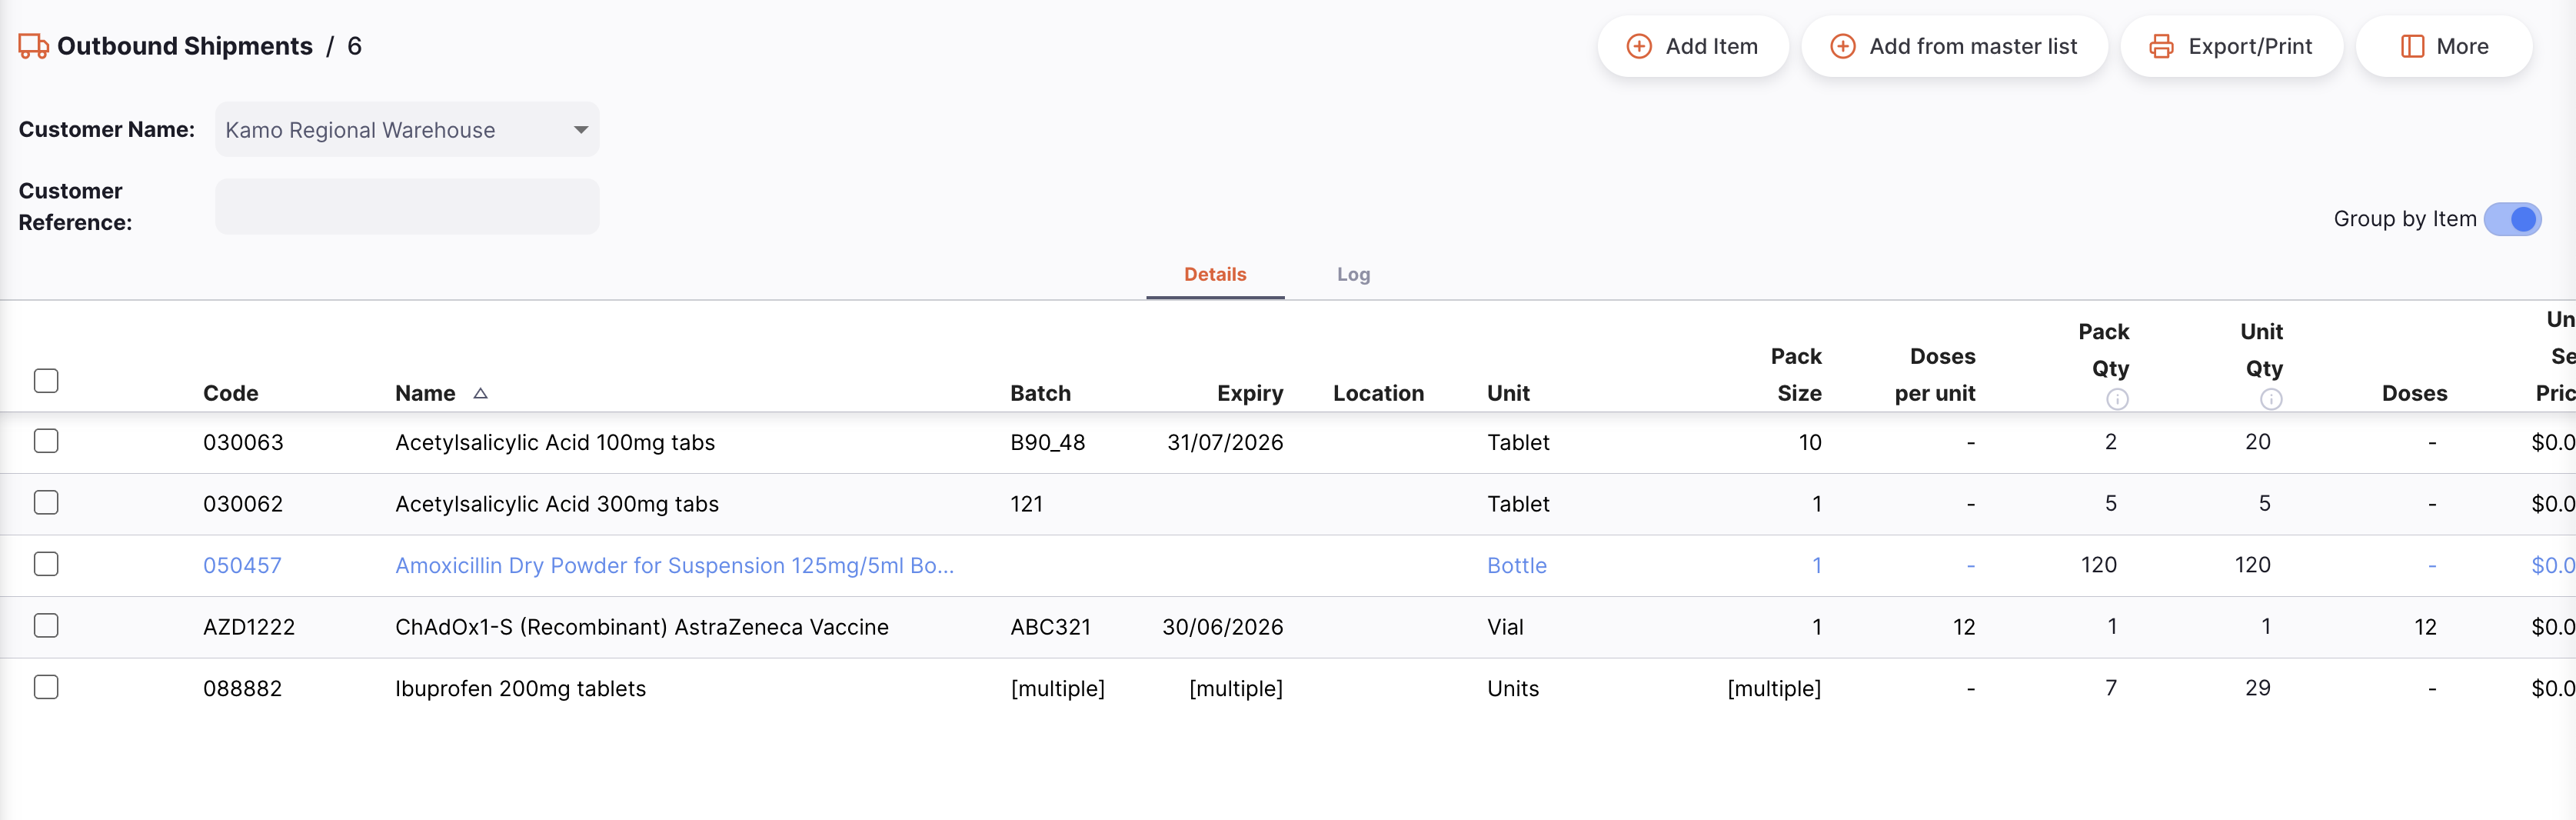 Outbound Shipments / 6
Add Item
Add from master list
Export/Print
More
Customer Name: Kamo Regional Warehouse
Customer
Reference:
Group by Item
Details Log
Code Name Batch Expiry Location Unit Pack Size Doses per unit Pack Qty Unit Qty Doses Un Se Pric
030063 Acetylsalicylic Acid 100mg tabs B90_48 31/07/2026 Tablet 10 - 2 20 - $0.0
030062 Acetylsalicylic Acid 300mg tabs 121 Tablet 1 - 5 5 - $0.0
050457 Amoxicillin Dry Powder for Suspension 125mg/5ml Bo... Bottle 1 - 120 120 - $0.0
AZD1222 ChAdOx1-S (Recombinant) AstraZeneca Vaccine ABC321 30/06/2026 Vial 1 12 1 1 12 $0.0
088882 Ibuprofen 200mg tablets [multiple] [multiple] Units [multiple] - 7 29 - $0.0